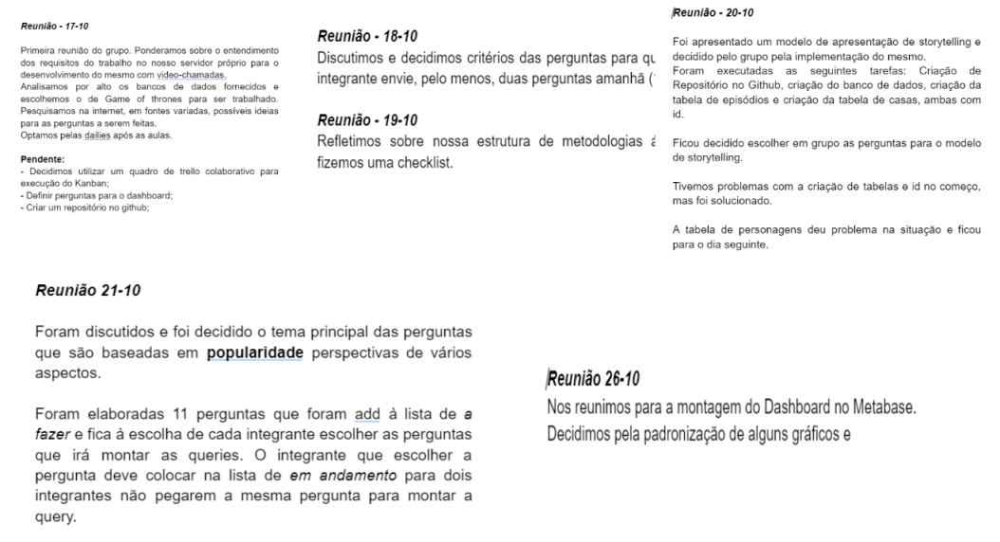 Reunião - 17-10
Primeira reunião do grupo. Ponderamos sobre o entendimento
dos requisitos do trabalho no nosso servidor próprio para o
desenvolvimento do mesmo com video-chamadas.
Analisamos por alto os bancos de dados fornecidos e
escolhemos o de Game of thrones para ser trabalhado.
Pesquisamos na internet, em fontes variadas, possíveis ideias
para as perguntas a serem feitas.
Optamos pelas dailies após as aulas.
Pendente:
- Decidimos utilizar um quadro de trello colaborativo para
execução do Kanban;
- Definir perguntas para o dashboard;
- Criar um repositório no github;
Reunião - 18-10
Discutimos e decidimos critérios das perguntas para qu
integrante envie, pelo menos, duas perguntas amanhã (
Reunião - 19-10
Refletimos sobre nossa estrutura de metodologias á
fizemos uma checklist.
Reunião - 20-10
Foi apresentado um modelo de apresentação de storytelling e
decidido pelo grupo pela implementação do mesmo.
Foram executadas as seguintes tarefas: Criação de
Repositório no Github, criação do banco de dados, criação da
tabela de episódios e criação da tabela de casas, ambas com
id.
Ficou decidido escolher em grupo as perguntas para o modelo
de storytelling.
Tivemos problemas com a criação de tabelas e id no começo,
mas foi solucionado.
A tabela de personagens deu problema na situação e ficou
para o dia seguinte.
Reunião 21-10
Foram discutidos e foi decidido o tema principal das perguntas
que são baseadas em popularidade perspectivas de vários
aspectos.
Foram elaboradas 11 perguntas que foram add à lista de a
fazer e fica à escolha de cada integrante escolher as perguntas
que irá montar as queries. O integrante que escolher a
pergunta deve colocar na lista de em andamento para dois
integrantes não pegarem a mesma pergunta para montar a
query.
Reunião 26-10
Nos reunimos para a montagem do Dashboard no Metabase.
Decidimos pela padronização de alguns gráficos e